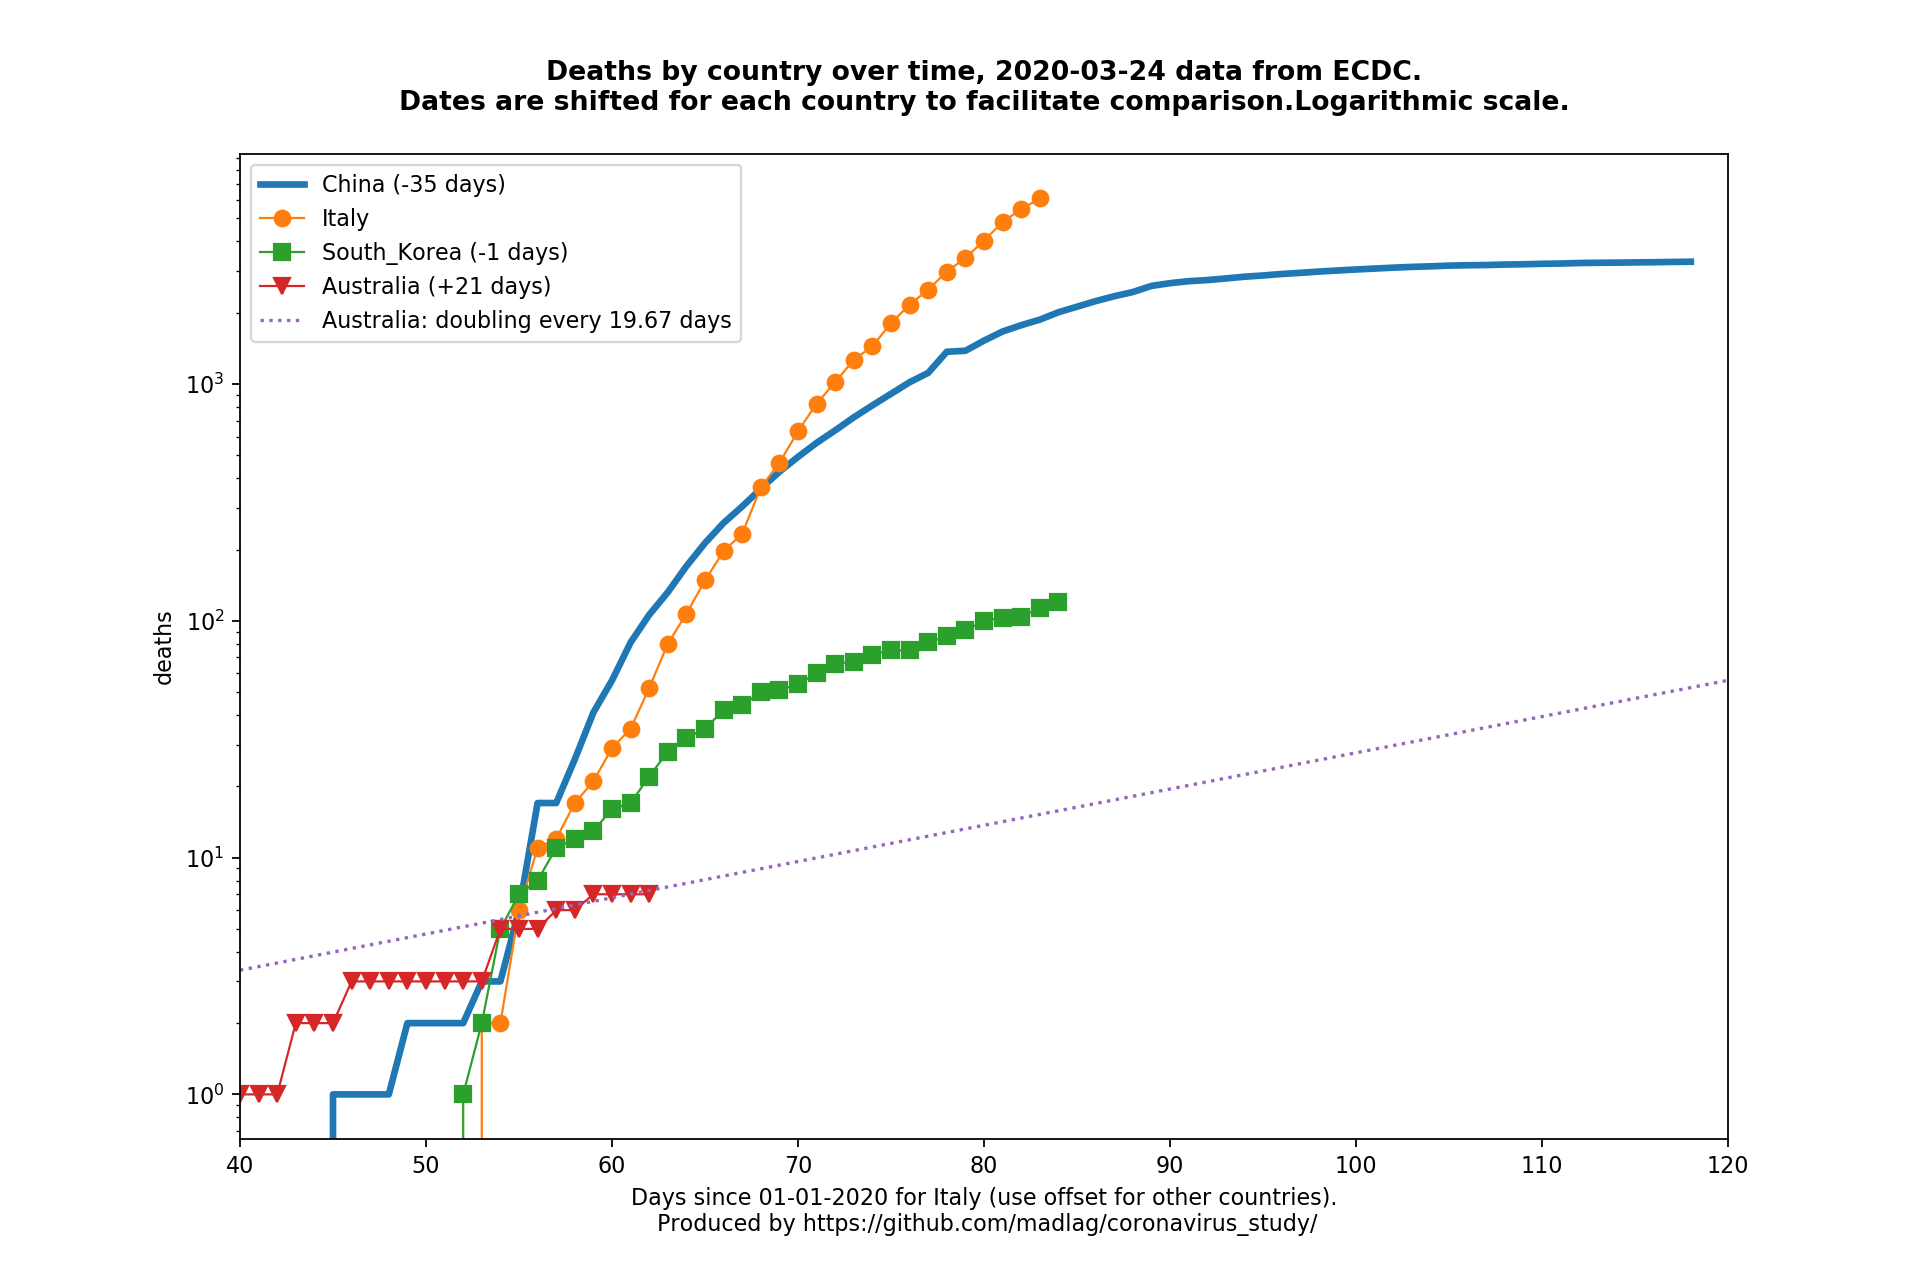 Deaths by country over time, 2020-03-24 data from ECDC.
Dates are shifted for each country to facilitate comparison.Logarithmic scale.
China (-35 days)
Italy
South_Korea (-1 days)
Australia (+21 days)
Australia: doubling every 19.67 days
deaths
10³
10²
10¹
10⁰
40 50 60 70 80 90 100 110 120
Days since 01-01-2020 for Italy (use offset for other countries).
Produced by https://github.com/madlag/coronavirus_study/